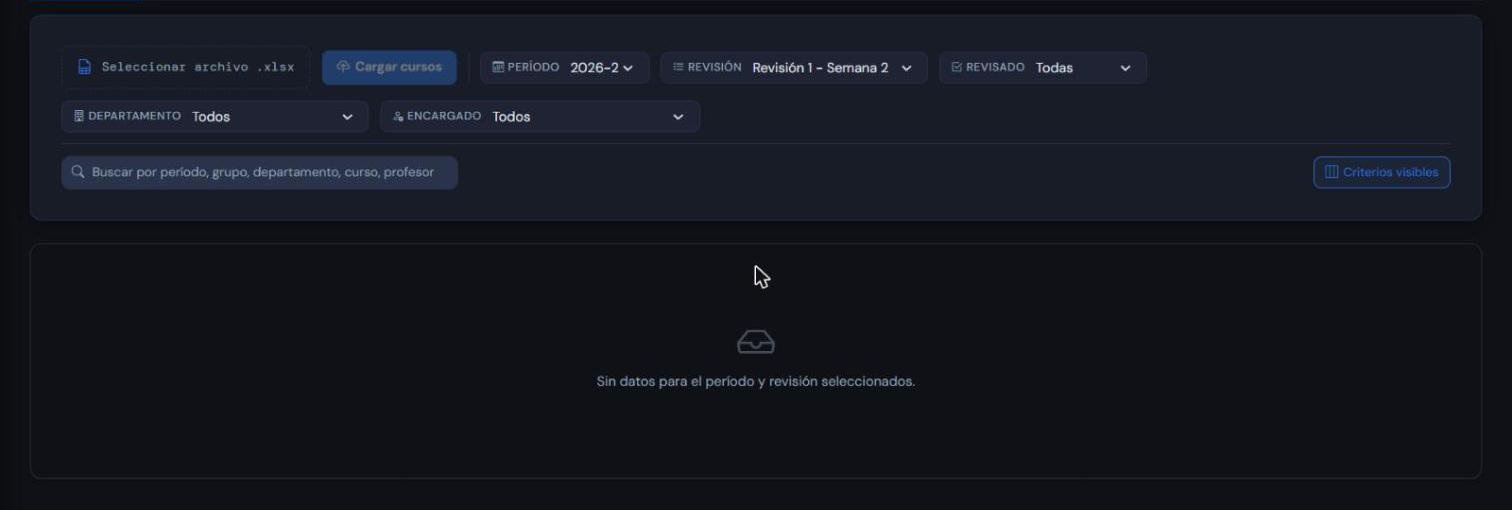 Seleccionar archivo .xlsx Cargar cursos PERÍODO 2026-2 REVISIÓN Revisión 1 - Semana 2 REVISADO Todas
DEPARTAMENTO Todos ENCARGADO Todos
Buscar por período, grupo, departamento, curso, profesor Criterios visibles
Sin datos para el período y revisión seleccionados.